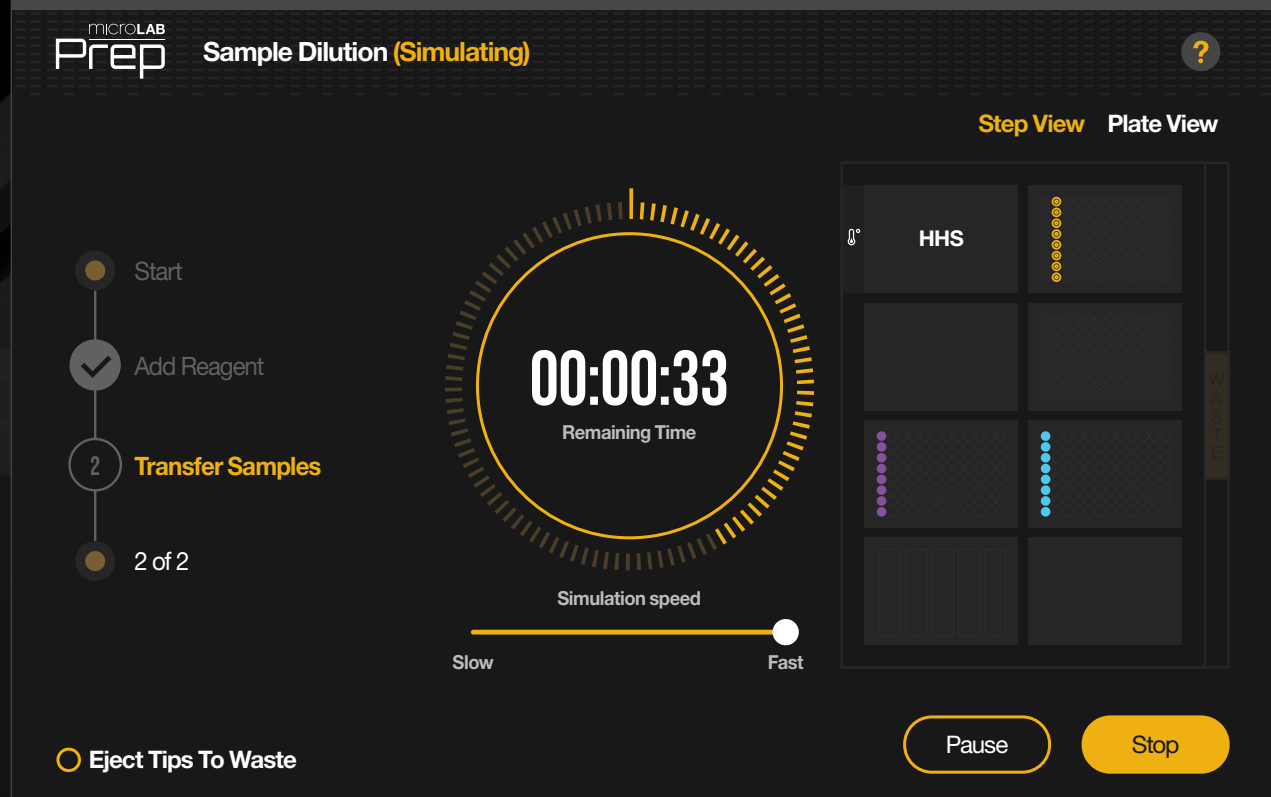 microLAB
Prep
Sample Dilution (Simulating)
?
Step View
Plate View
Start
Add Reagent
2
Transfer Samples
2 of 2
00:00:33
Remaining Time
Simulation speed
Slow
Fast
HHS
WASTE
Eject Tips To Waste
Pause
Stop